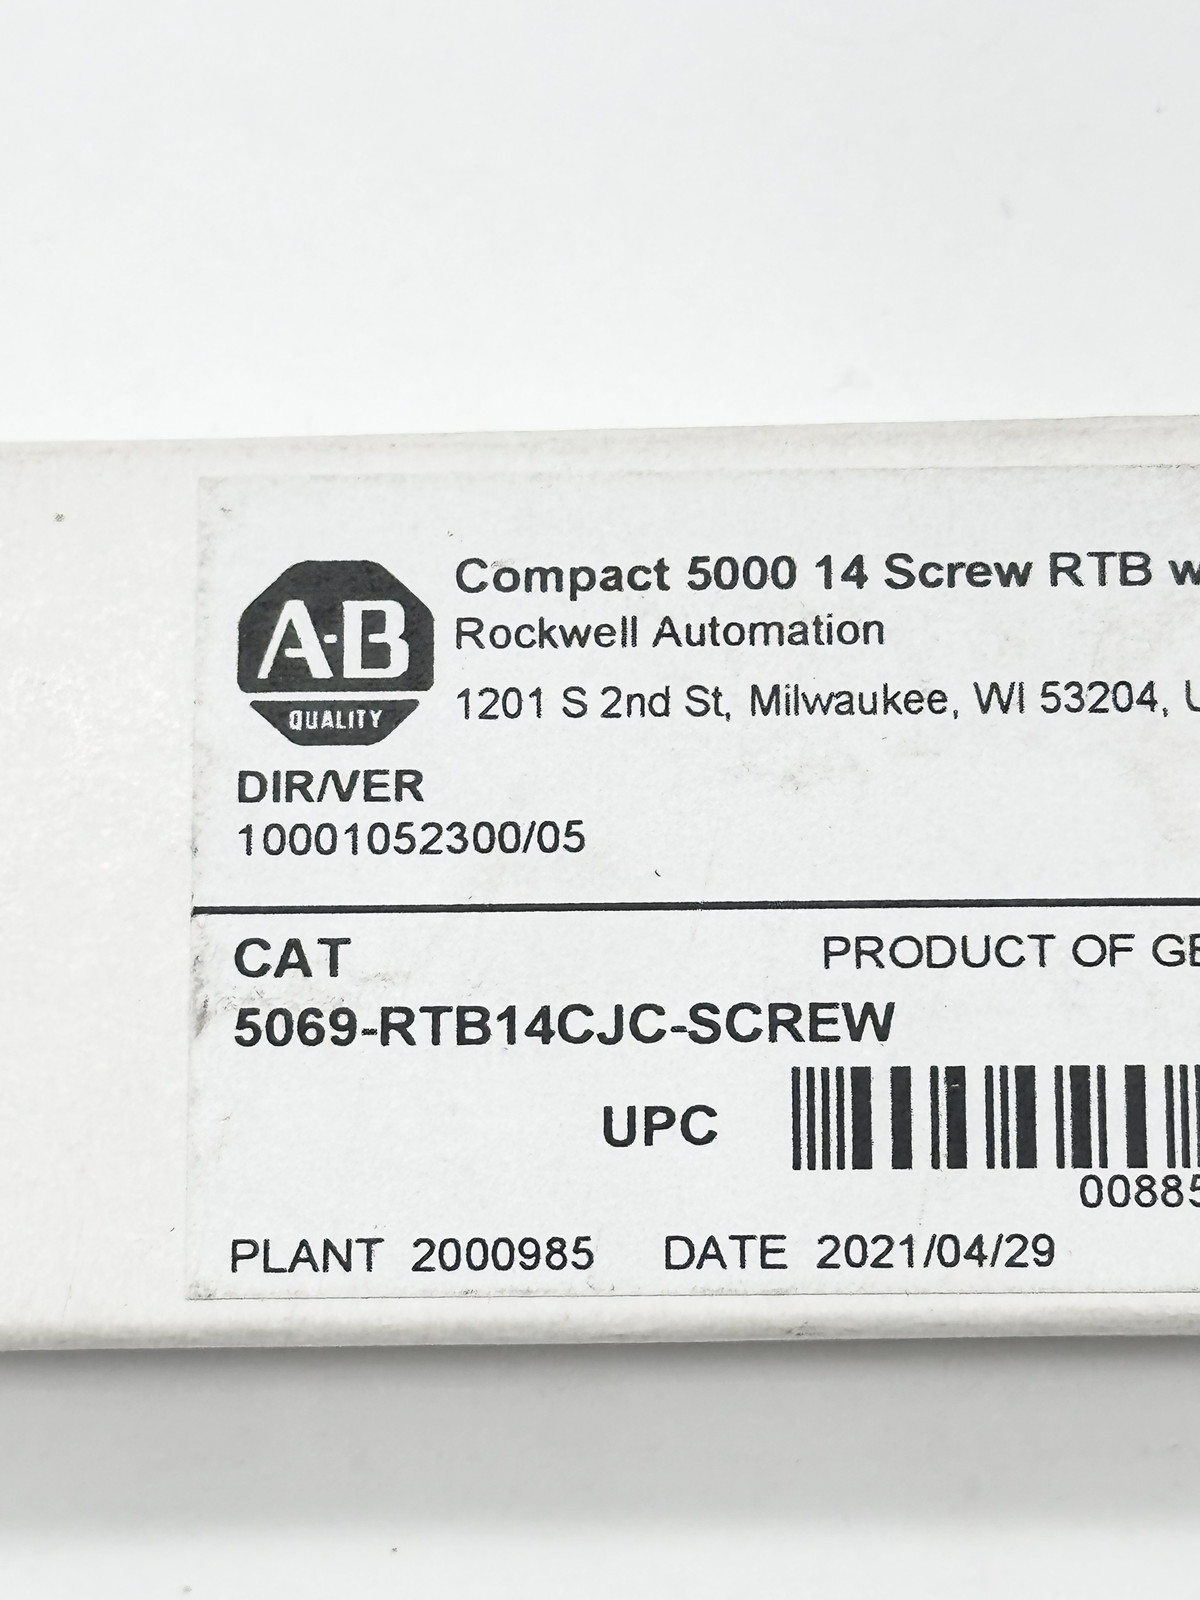 Compact 5000 14 Screw RTB
A-B
QUALITY
Rockwell Automation
1201 S 2nd St, Milwaukee, WI 53204,
DIR/VER
10001052300/05
CAT
PRODUCT OF
5069-RTB14CJC-SCREW
UPC
00885
PLANT 2000985 DATE 2021/04/29